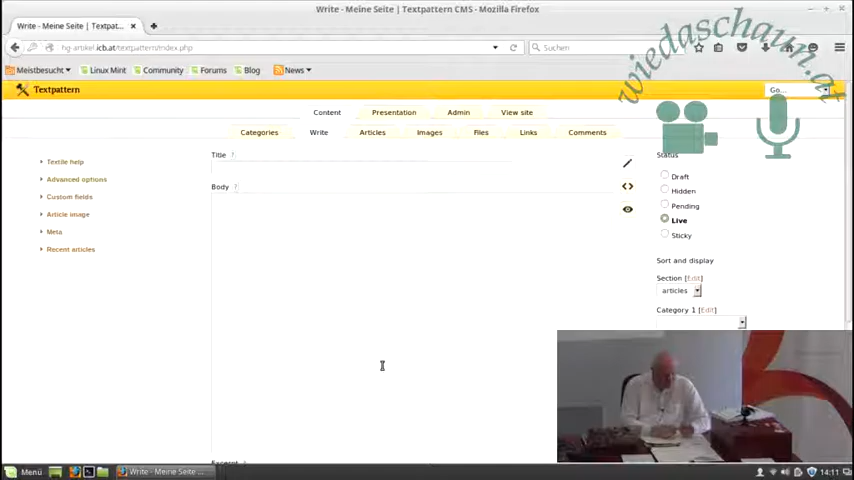 Write - Meine Seite | Textpattern CMS - Mozilla Firefox
Write - Meine Seite | Textpat...
hg-artikel.icb.at/textpattern/index.php
Suchen
Meistbesucht
Linux Mint
Community
Forums
Blog
News
wiedaschaum.at
Textpattern
Go...
Content
Presentation
Admin
View site
Categories
Write
Articles
Images
Files
Links
Comments
Textile help
Advanced options
Custom fields
Article image
Meta
Recent articles
Title ?
Body ?
Excerpt ?
Status
Draft
Hidden
Pending
Live
Sticky
Sort and display
Section [Edit]
articles
Category 1 [Edit]
Menü
Write - Meine Seite ...
14:11